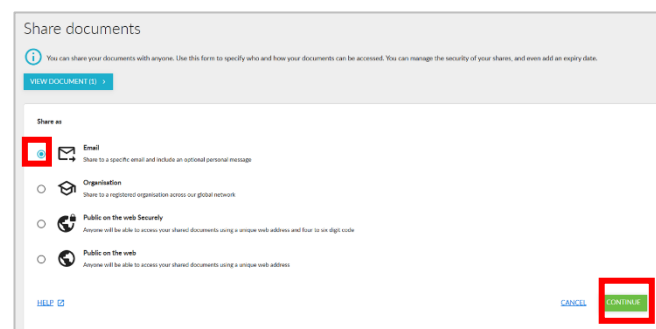 Share documents
You can share your documents with anyone. Use this form to specify who and how your documents can be accessed. You can manage the security of your shares, and even add an expiry date.
VIEW DOCUMENT (1) >
Share as
Email
Share to a specific email and include an optional personal message
Organisation
Share to a registered organisation across our global network
Public on the web Securely
Anyone will be able to access your shared documents using a unique web address and four to six digit code
Public on the web
Anyone will be able to access your shared documents using a unique web address
HELP CANCEL CONTINUE